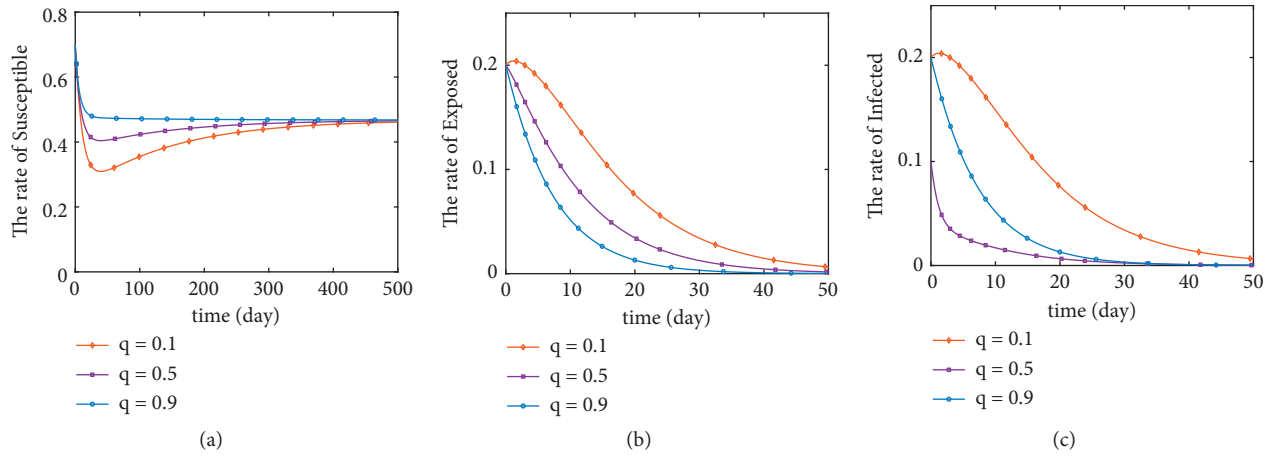 The rate of Susceptible
0.8
0.6
0.4
0.2
0
0
100
200
300
400
500
time (day)
q = 0.1
q = 0.5
q = 0.9
(a)
The rate of Exposed
0.2
0.1
0
0
10
20
30
40
50
time (day)
q = 0.1
q = 0.5
q = 0.9
(b)
The rate of Infected
0.2
0.1
0
0
10
20
30
40
50
time (day)
q = 0.1
q = 0.5
q = 0.9
(c)